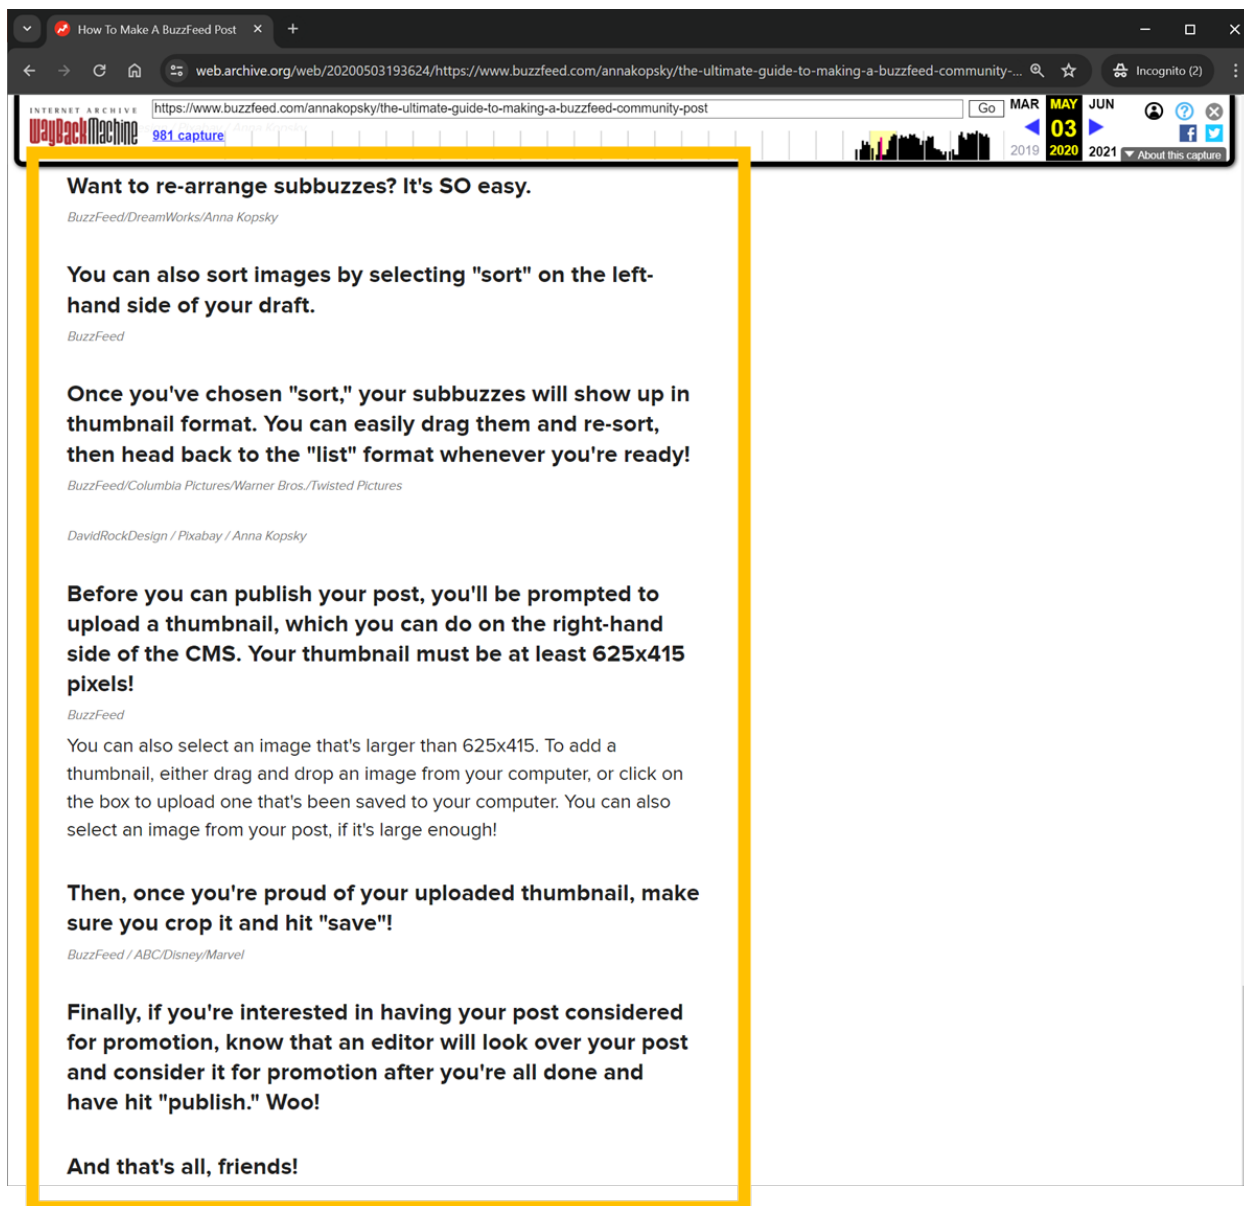 How To Make A BuzzFeed Post
web.archive.org/web/20200503193624/https://www.buzzfeed.com/annakopsky/the-ultimate-guide-to-making-a-buzzfeed-community-...
Incognito (2)
INTERNET ARCHIVE
WayBackMachine
https://www.buzzfeed.com/annakopsky/the-ultimate-guide-to-making-a-buzzfeed-community-post
Go
MAR MAY JUN
981 capture
03
2019 2020 2021
About this capture
Want to re-arrange subbuzzes? It's SO easy.
BuzzFeed/DreamWorks/Anna Kopsky
You can also sort images by selecting "sort" on the left-
hand side of your draft.
BuzzFeed
Once you've chosen "sort," your subbuzzes will show up in
thumbnail format. You can easily drag them and re-sort,
then head back to the "list" format whenever you're ready!
BuzzFeed/Columbia Pictures/Warner Bros./Twisted Pictures
DavidRockDesign / Pixabay / Anna Kopsky
Before you can publish your post, you'll be prompted to
upload a thumbnail, which you can do on the right-hand
side of the CMS. Your thumbnail must be at least 625x415
pixels!
BuzzFeed
You can also select an image that's larger than 625x415. To add a
thumbnail, either drag and drop an image from your computer, or click on
the box to upload one that's been saved to your computer. You can also
select an image from your post, if it's large enough!
Then, once you're proud of your uploaded thumbnail, make
sure you crop it and hit "save"!
BuzzFeed / ABC/Disney/Marvel
Finally, if you're interested in having your post considered
for promotion, know that an editor will look over your post
and consider it for promotion after you're all done and
have hit "publish." Woo!
And that's all, friends!